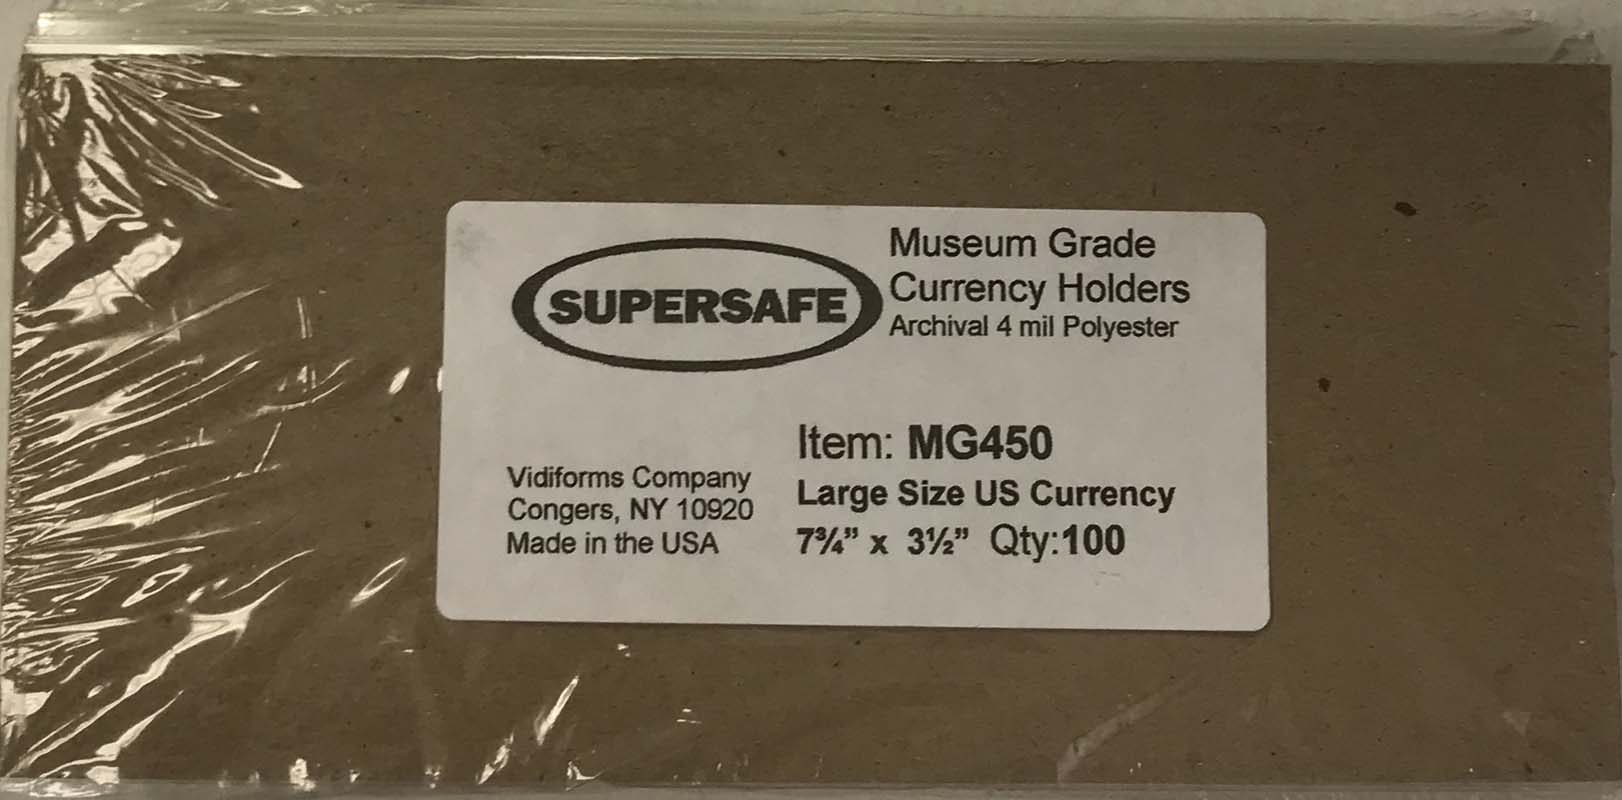 SUPERSAFE
Museum Grade
Currency Holders
Archival 4 mil Polyester
Item: MG450
Large Size US Currency
7¾” x 3½” Qty:100
Vidiforms Company
Congers, NY 10920
Made in the USA